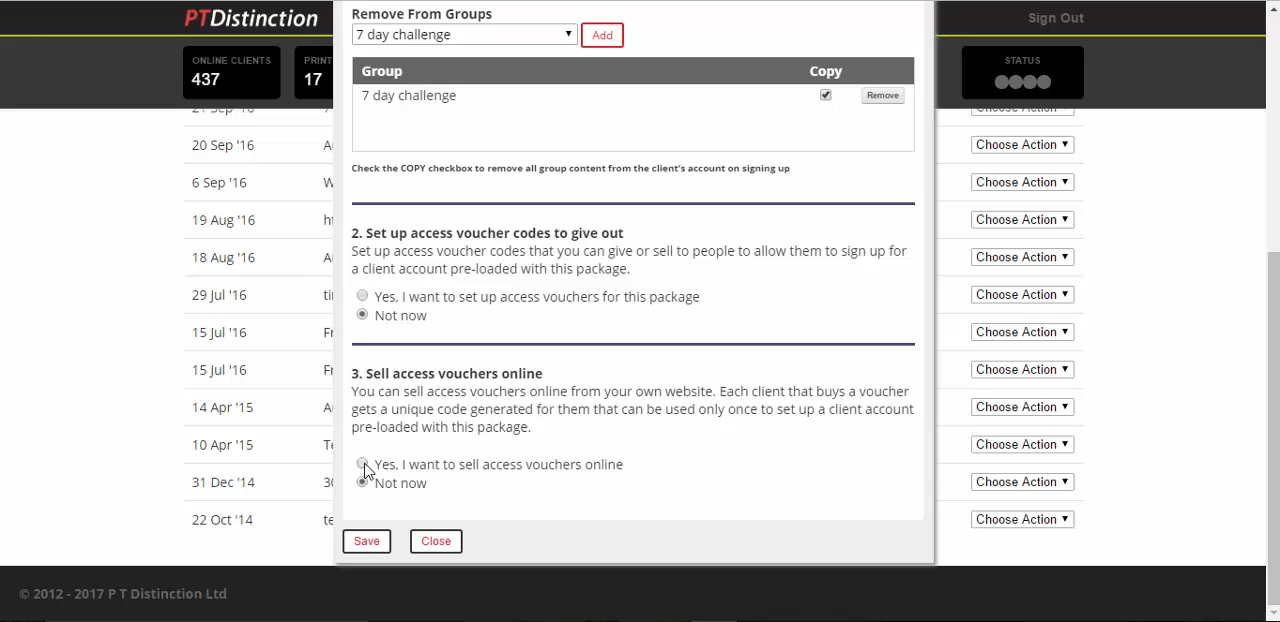 PTDistinction
Sign Out
ONLINE CLIENTS
437
PRINT
17
STATUS
Remove From Groups
7 day challenge
Add
Group Copy
7 day challenge Remove
Check the COPY checkbox to remove all group content from the client's account on signing up
2. Set up access voucher codes to give out
Set up access voucher codes that you can give or sell to people to allow them to sign up for
a client account pre-loaded with this package.
Yes, I want to set up access vouchers for this package
Not now
3. Sell access vouchers online
You can sell access vouchers online from your own website. Each client that buys a voucher
gets a unique code generated for them that can be used only once to set up a client account
pre-loaded with this package.
Yes, I want to sell access vouchers online
Not now
Save
Close
21 Sep '16 Choose Action
20 Sep '16 Choose Action
6 Sep '16 W Choose Action
19 Aug '16 Choose Action
18 Aug '16 Choose Action
29 Jul '16 Choose Action
15 Jul '16 Choose Action
15 Jul '16 Choose Action
14 Apr '15 Choose Action
10 Apr '15 Choose Action
31 Dec '14 Choose Action
22 Oct '14 te Choose Action
© 2012 - 2017 P T Distinction Ltd